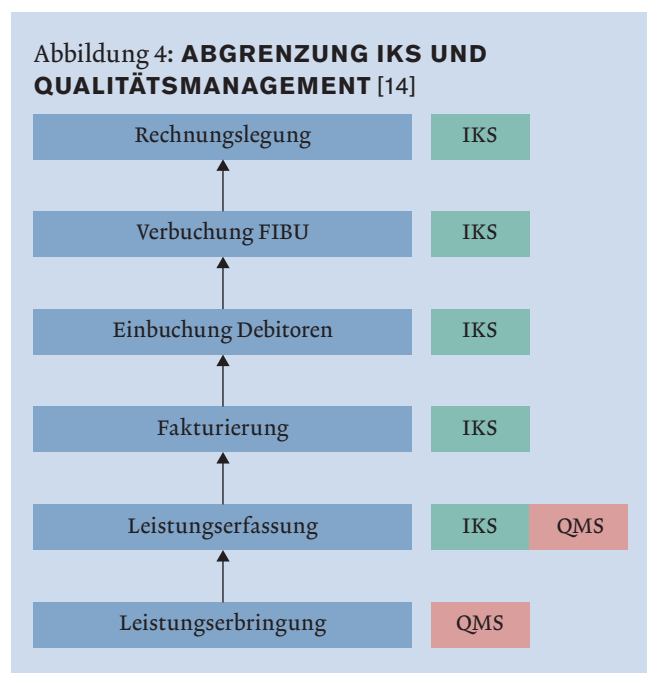 Abbildung 4: ABGRENZUNG IKS UND
QUALITÄTSMANAGEMENT [14]
Rechnungslegung IKS
Verbuchung FIBU IKS
Einbuchung Debitoren IKS
Fakturierung IKS
Leistungserfassung IKS QMS
Leistungserbringung QMS